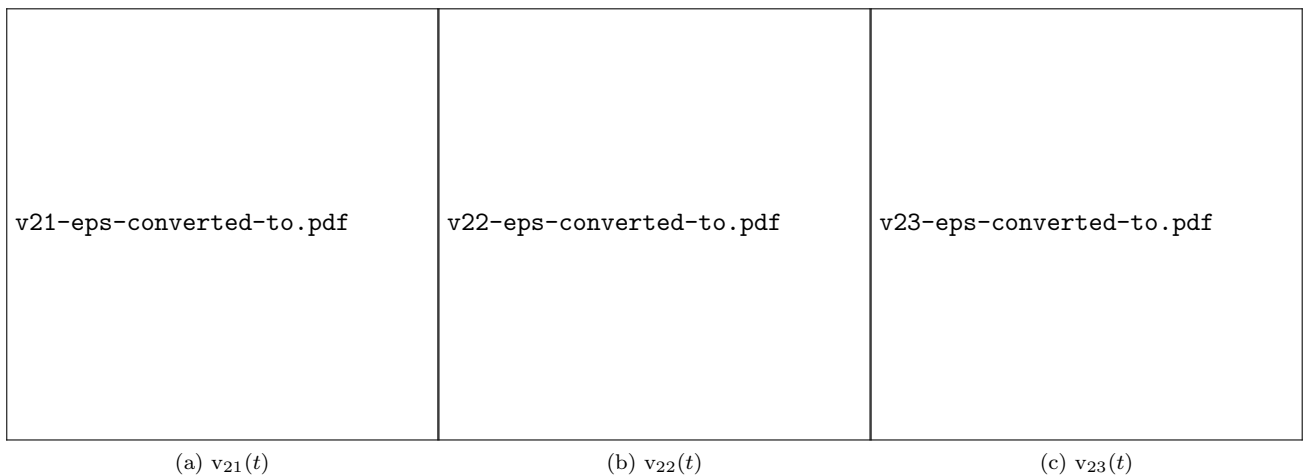 v21-eps-converted-to.pdf v22-eps-converted-to.pdf v23-eps-converted-to.pdf
(a) v₂₁(t) (b) v₂₂(t) (c) v₂₃(t)